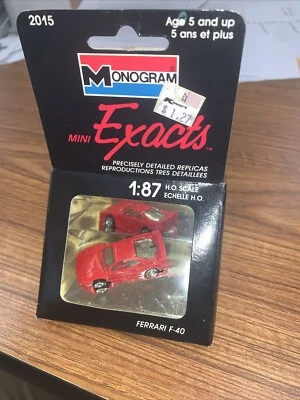 2015
Age 5 and up
5 ans et plus
MONOGRAM
$1.27
MINI Exacts™
PRECISELY DETAILED REPLICAS
REPRODUCTIONS TRES DETAILLEES
1:87 H.O. SCALE
ECHELLE H.O.
FERRARI F-40